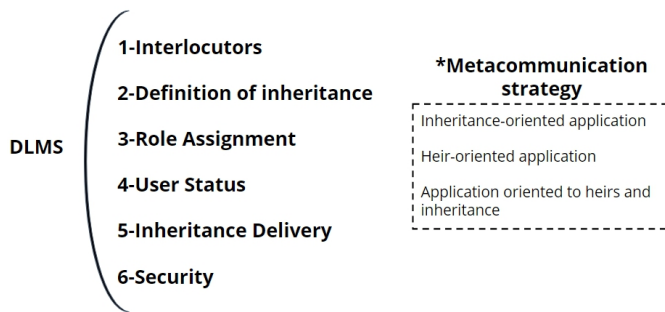 DLMS
1-Interlocutors
2-Definition of inheritance
3-Role Assignment
4-User Status
5-Inheritance Delivery
6-Security
*Metacommunication
strategy
Inheritance-oriented application
Heir-oriented application
Application oriented to heirs and
inheritance